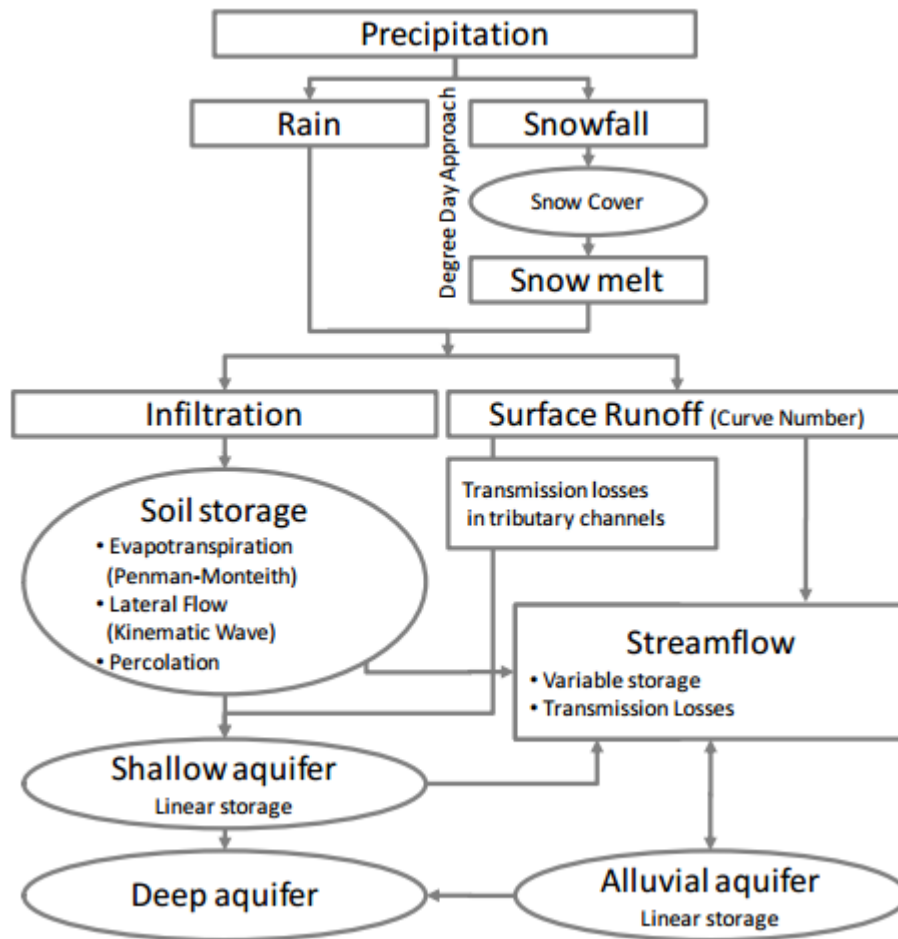 Precipitation
Rain
Snowfall
Degree Day Approach
Snow Cover
Snow melt
Infiltration
Surface Runoff (Curve Number)
Transmission losses
in tributary channels
Soil storage
• Evapotranspiration
(Penman-Monteith)
• Lateral Flow
(Kinematic Wave)
• Percolation
Streamflow
• Variable storage
• Transmission Losses
Shallow aquifer
Linear storage
Deep aquifer
Alluvial aquifer
Linear storage